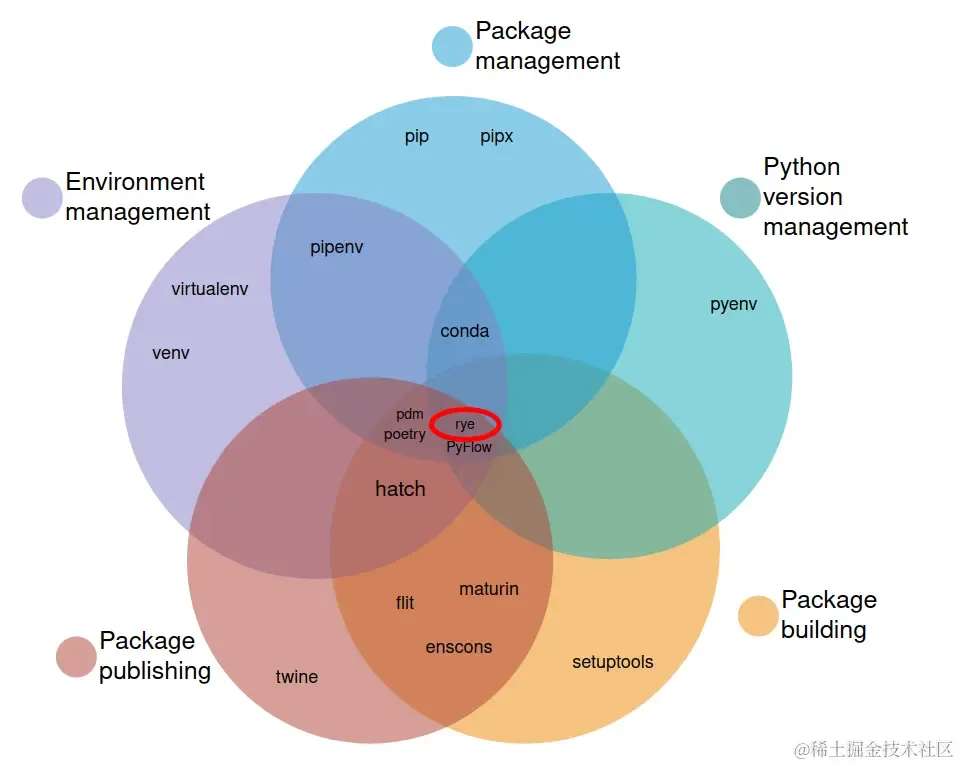 Package
management
Environment
management
Python
version
management
pip
pipx
pipenv
virtualenv
venv
pyenv
conda
pdm
poetry
rye
PyFlow
hatch
flit
maturin
enscons
twine
setuptools
Package
publishing
Package
building
@稀土掘金技术社区